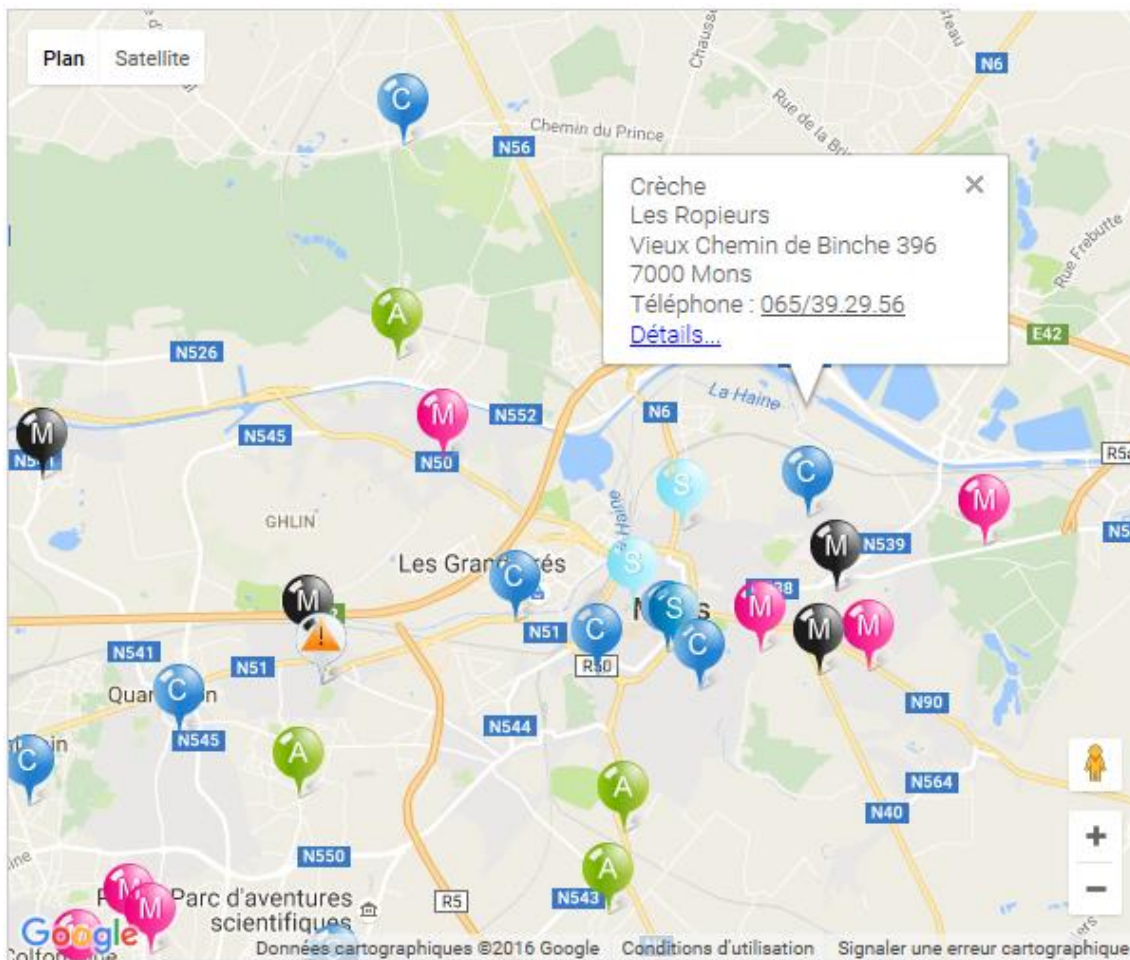 Plan
Satellite
N6
C
Chemin du Prince
N56
Crèche
Les Ropieurs
Vieux Chemin de Binche 396
7000 Mons
Téléphone : 065/39.29.56
Détails...
Rue Frebutte
A
E42
N526
La Haine
M
N6
N552
M
N545
N50
R5a
C
S
M
GHLIN
M
N539
Les Grands Prés
S
C
M
M
S
M
M
C
N51
R50
C
N541
N51
C
N545
N544
N90
A
C
A
N564
N40
A
N550
M
M
Parc d'aventures
scientifiques
R5
N543
Google
Données cartographiques ©2016 Google
Conditions d'utilisation
Signaler une erreur cartographique